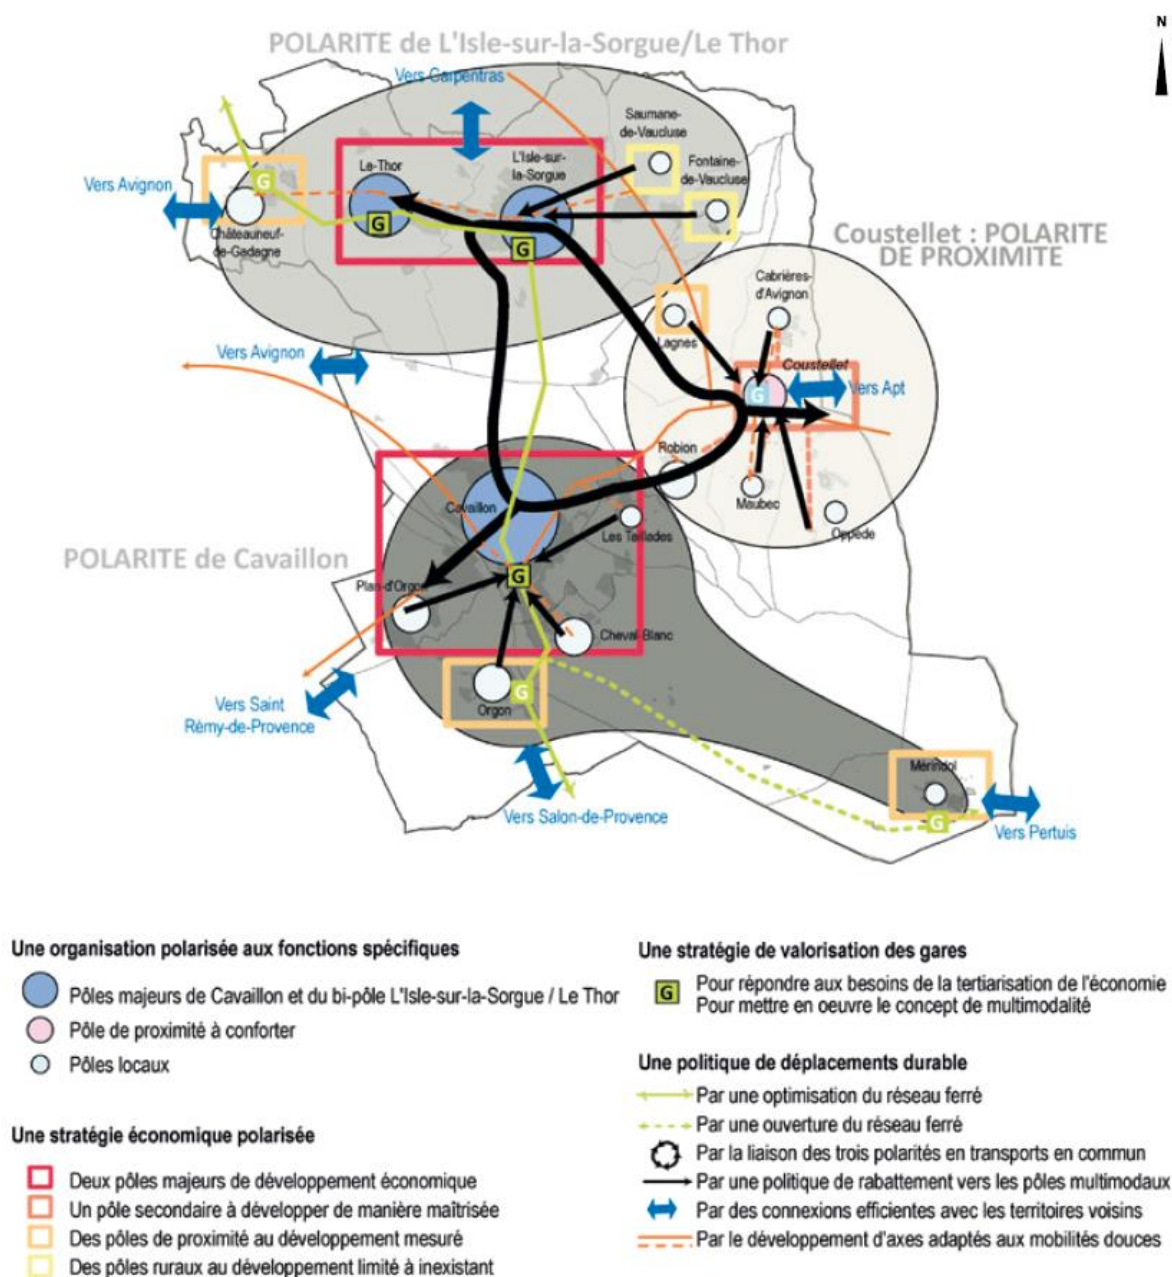 N
POLARITE de L'Isle-sur-la-Sorgue/Le Thor
Vers Carpentras
Saumane-
de-Vaucluse
Le-Thor
L'Isle-sur-
la-Sorgue
Fontaine-
de-Vaucluse
G
Vers Avignon
G
G
Châteauneuf-
de-Gadagne
Coustellet : POLARITE
DE PROXIMITE
Cabrières-
d'Avignon
Lagnes
Vers Avignon
Coustellet
G
Vers Apt
Robion
Maubec
Oppède
Cavaillon
Les Taillades
POLARITE de Cavaillon
G
Plan-d'Orgon
Cheval-Blanc
G
Orgon
Vers Saint
Rémy-de-Provence
Mérindol
G
Vers Salon-de-Provence
Vers Pertuis
Une organisation polarisée aux fonctions spécifiques
Pôles majeurs de Cavaillon et du bi-pôle L'Isle-sur-la-Sorgue / Le Thor
Pôle de proximité à conforter
Pôles locaux
Une stratégie économique polarisée
Deux pôles majeurs de développement économique
Un pôle secondaire à développer de manière maîtrisée
Des pôles de proximité au développement mesuré
Des pôles ruraux au développement limité à inexistant
Une stratégie de valorisation des gares
G
Pour répondre aux besoins de la tertiarisation de l'économie
Pour mettre en oeuvre le concept de multimodalité
Une politique de déplacements durable
Par une optimisation du réseau ferré
Par une ouverture du réseau ferré
Par la liaison des trois polarités en transports en commun
Par une politique de rabattement vers les pôles multimodaux
Par des connexions efficientes avec les territoires voisins
Par le développement d'axes adaptés aux mobilités douces